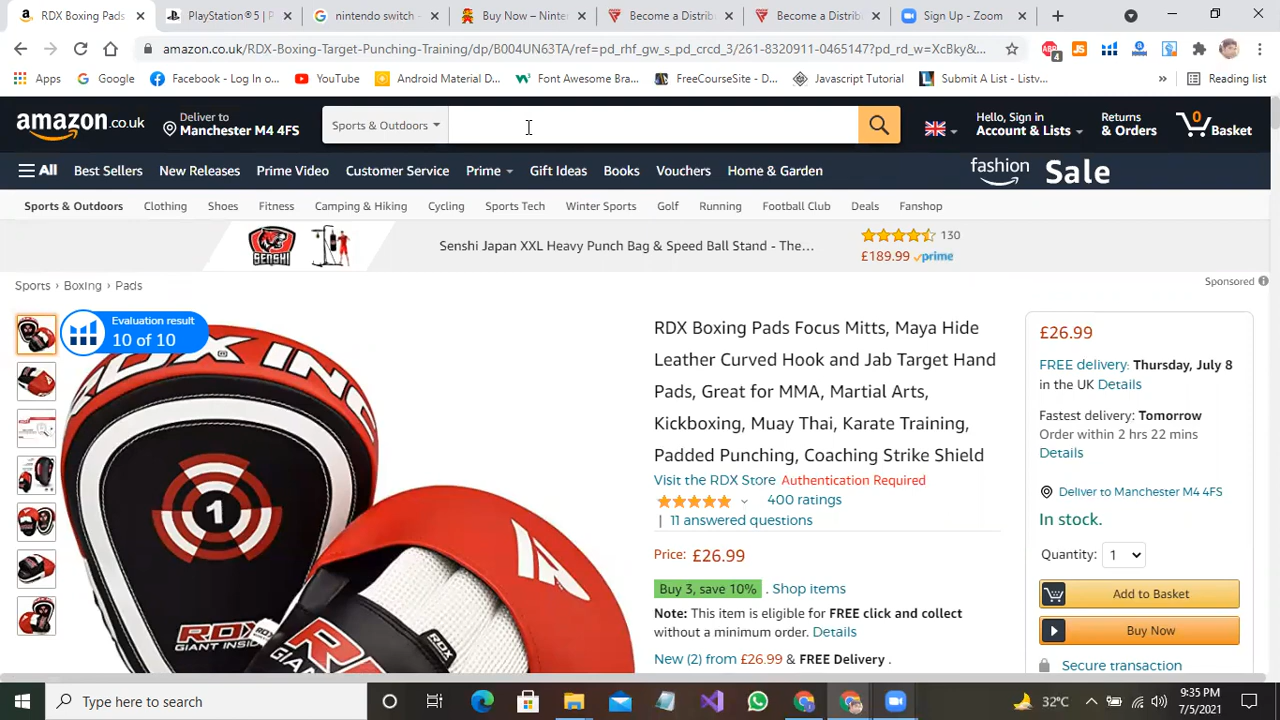 RDX Boxing Pads
PlayStation®5 | P
nintendo switch -
Buy Now – Ninte
Become a Distrib
Become a Distrib
Sign Up - Zoom
amazon.co.uk/RDX-Boxing-Target-Punching-Training/dp/B004UN63TA/ref=pd_rhf_gw_s_pd_crcd_3/261-8320911-0465147?pd_rd_w=XcBky&...
4
JS
Apps
Google
Facebook - Log In o...
YouTube
Android Material D...
Font Awesome Bra...
FreeCourseSite - D...
Javascript Tutorial
Submit A List - Listv...
»
Reading list
amazon.co.uk
Deliver to
Manchester M4 4FS
Sports & Outdoors
Hello, Sign in
Account & Lists
Returns
& Orders
0
Basket
All
Best Sellers
New Releases
Prime Video
Customer Service
Prime
Gift Ideas
Books
Vouchers
Home & Garden
fashion
Sale
Sports & Outdoors
Clothing
Shoes
Fitness
Camping & Hiking
Cycling
Sports Tech
Winter Sports
Golf
Running
Football Club
Deals
Fanshop
SENSHI
Senshi Japan XXL Heavy Punch Bag & Speed Ball Stand - The...
130
£189.99 prime
Sponsored
Sports › Boxing › Pads
Evaluation result
10 of 10
RDX INC
1
RDX
GIANT INSIDE
RDX
RDX Boxing Pads Focus Mitts, Maya Hide
Leather Curved Hook and Jab Target Hand
Pads, Great for MMA, Martial Arts,
Kickboxing, Muay Thai, Karate Training,
Padded Punching, Coaching Strike Shield
Visit the RDX Store Authentication Required
400 ratings
| 11 answered questions
Price: £26.99
Buy 3, save 10% . Shop items
Note: This item is eligible for FREE click and collect
without a minimum order. Details
New (2) from £26.99 & FREE Delivery .
£26.99
FREE delivery: Thursday, July 8
in the UK Details
Fastest delivery: Tomorrow
Order within 2 hrs 22 mins
Details
Deliver to Manchester M4 4FS
In stock.
Quantity: 1
Add to Basket
Buy Now
Secure transaction
Type here to search
32°C
9:35 PM
7/5/2021